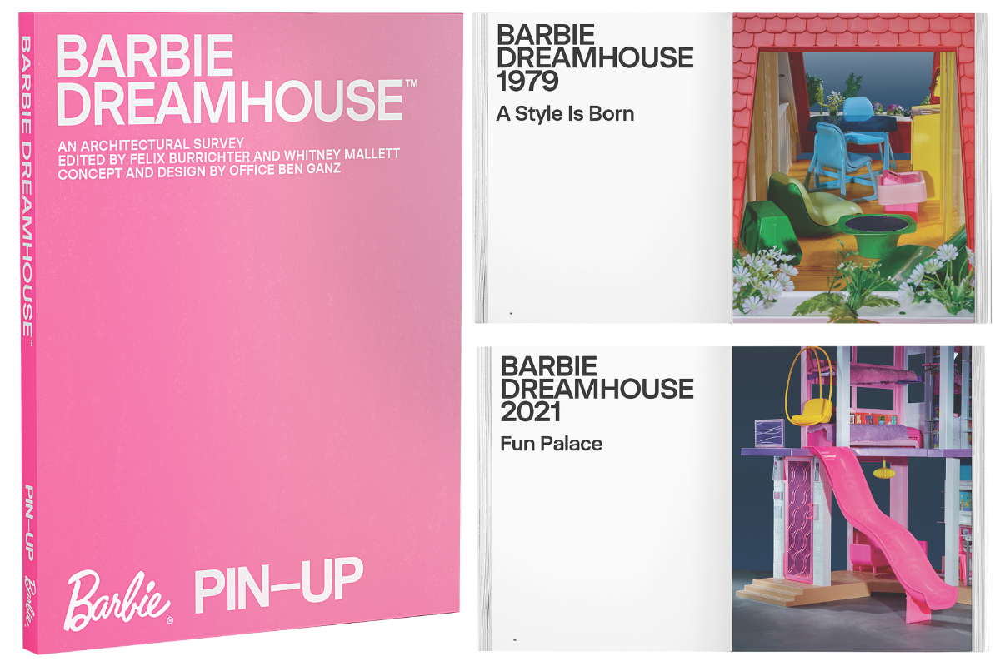 BARBIE DREAMHOUSE™
PIN–UP
Barbie
BARBIE
DREAMHOUSE™
AN ARCHITECTURAL SURVEY
EDITED BY FELIX BURRICHTER AND WHITNEY MALLETT
CONCEPT AND DESIGN BY OFFICE BEN GANZ
Barbie® PIN–UP
BARBIE
DREAMHOUSE
1979
A Style Is Born
BARBIE
DREAMHOUSE
2021
Fun Palace